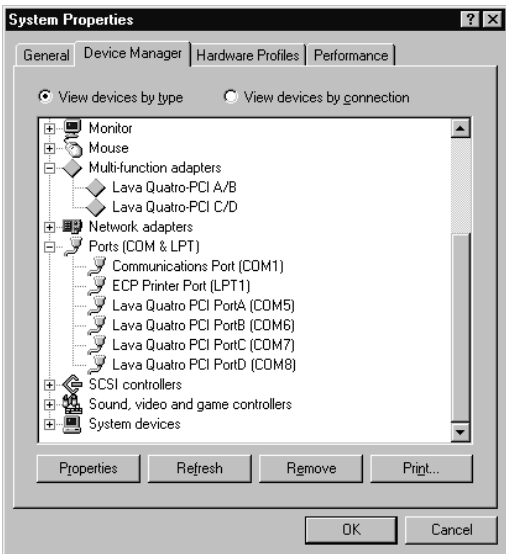 System Properties
General Device Manager Hardware Profiles Performance
View devices by type View devices by connection
Monitor
Mouse
Multi-function adapters
Lava Quatro-PCI A/B
Lava Quatro-PCI C/D
Network adapters
Ports (COM & LPT)
Communications Port (COM1)
ECP Printer Port (LPT1)
Lava Quatro PCI PortA (COM5)
Lava Quatro PCI PortB (COM6)
Lava Quatro PCI PortC (COM7)
Lava Quatro PCI PortD (COM8)
SCSI controllers
Sound, video and game controllers
System devices
Properties Refresh Remove Print...
OK Cancel